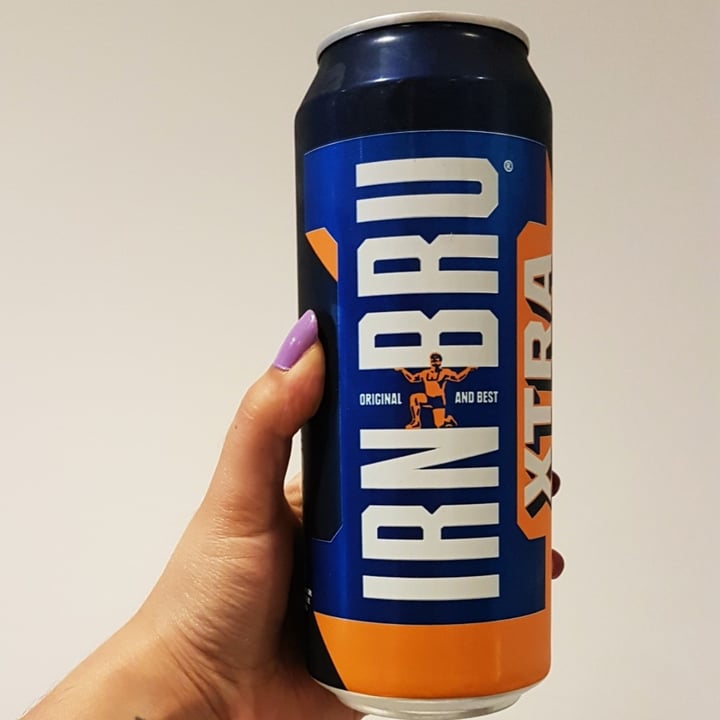 IRN BRU®
ORIGINAL AND BEST
XTRA